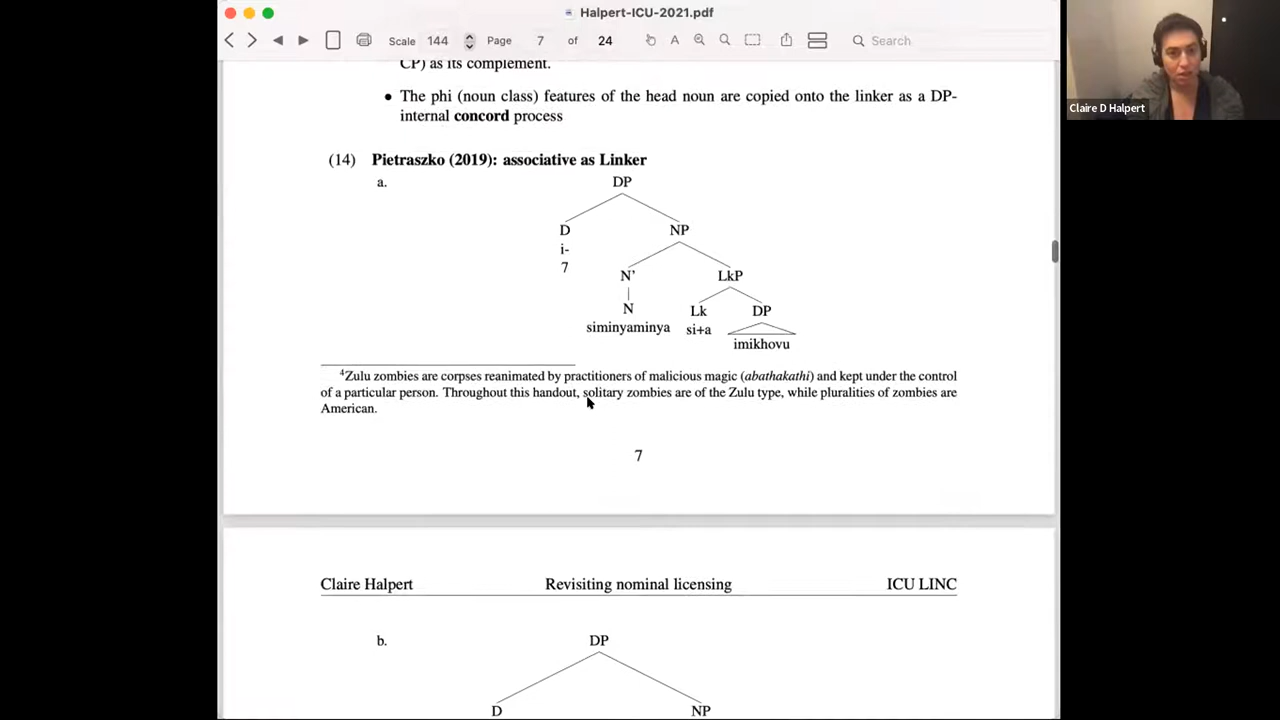 Halpert-ICU-2021.pdf
Scale 144 Page 7 of 24 A Search
Claire D Halpert
CP) as its complement.
• The phi (noun class) features of the head noun are copied onto the linker as a DP-
internal concord process
(14) Pietraszko (2019): associative as Linker
a. DP
D NP
i-
7
N' LkP
N Lk DP
siminyaminya si+a
imikhovu
4Zulu zombies are corpses reanimated by practitioners of malicious magic (abathakathi) and kept under the control
of a particular person. Throughout this handout, solitary zombies are of the Zulu type, while pluralities of zombies are
American.
7
Claire Halpert Revisiting nominal licensing ICU LINC
b. DP
D NP